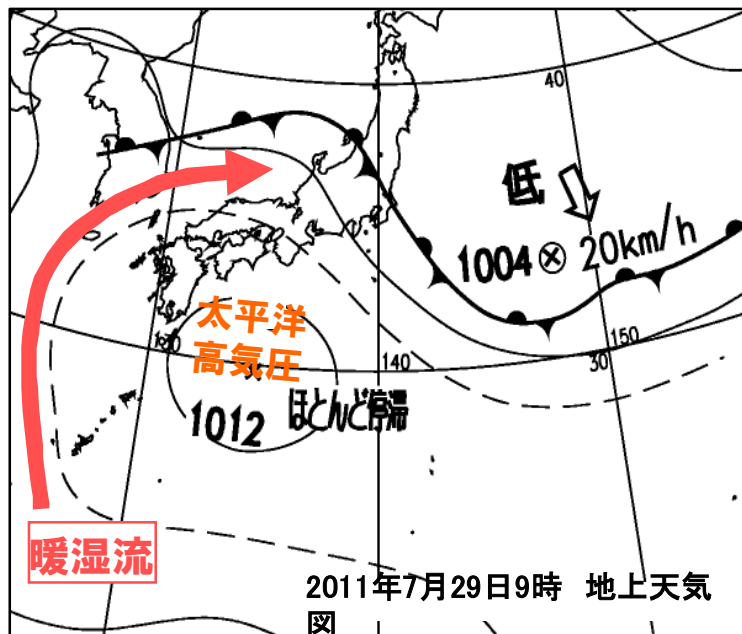 40
低
1004
20km/h
太平洋
高気圧
130
140
150
30
1012
ほとんど停滞
暖湿流
2011年7月29日9時 地上天気
図